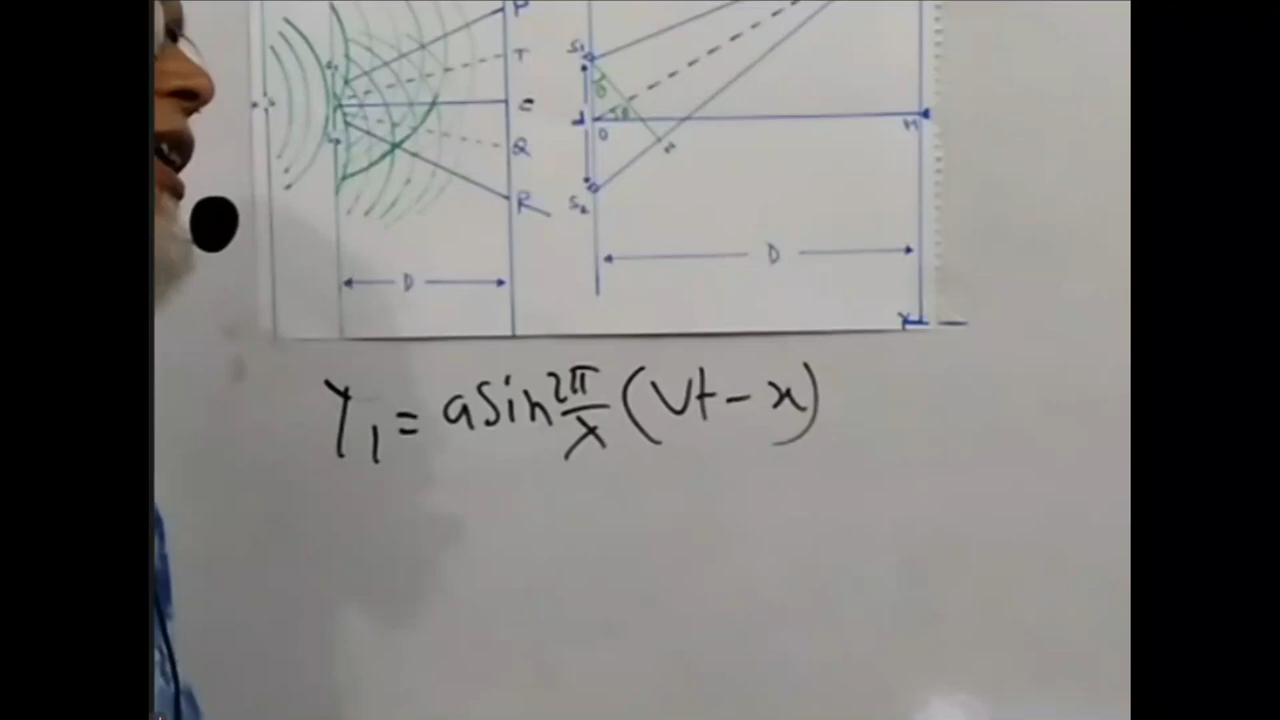 P
T
C
Q
R
D
S1
θ
d
θ
O
N
M
S2
D
Y
Y1 = a Sin 2π/λ (Vt - x)